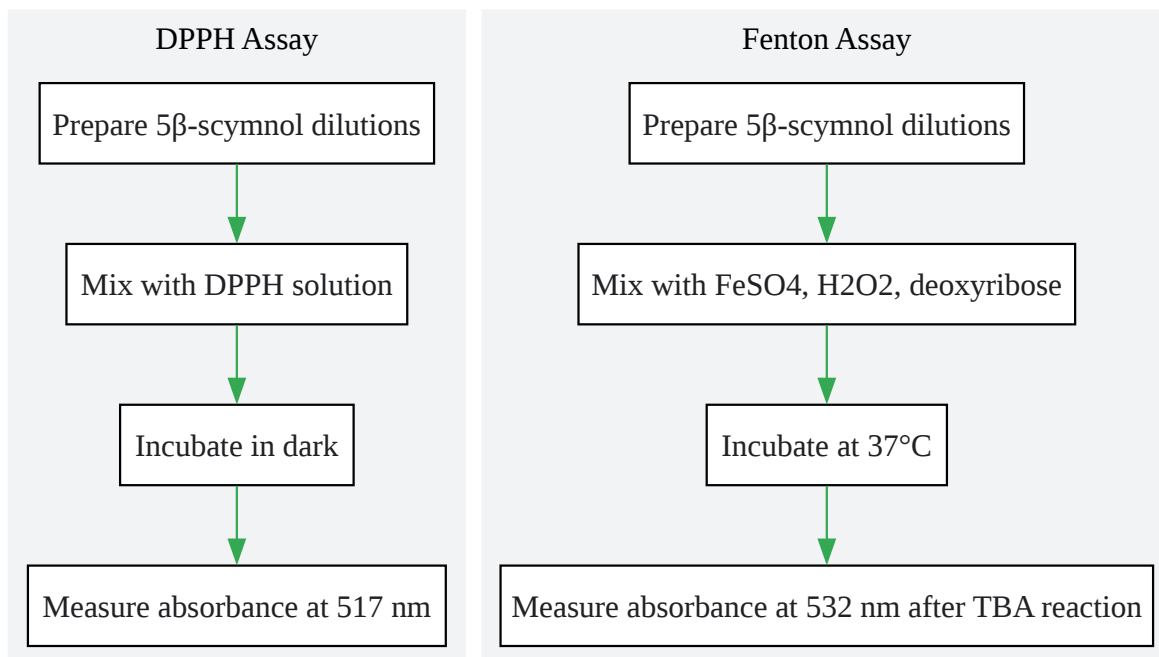 DPPH Assay
Prepare 5β-scymnol dilutions
Mix with DPPH solution
Incubate in dark
Measure absorbance at 517 nm
Fenton Assay
Prepare 5β-scymnol dilutions
Mix with FeSO4, H2O2, deoxyribose
Incubate at 37°C
Measure absorbance at 532 nm after TBA reaction